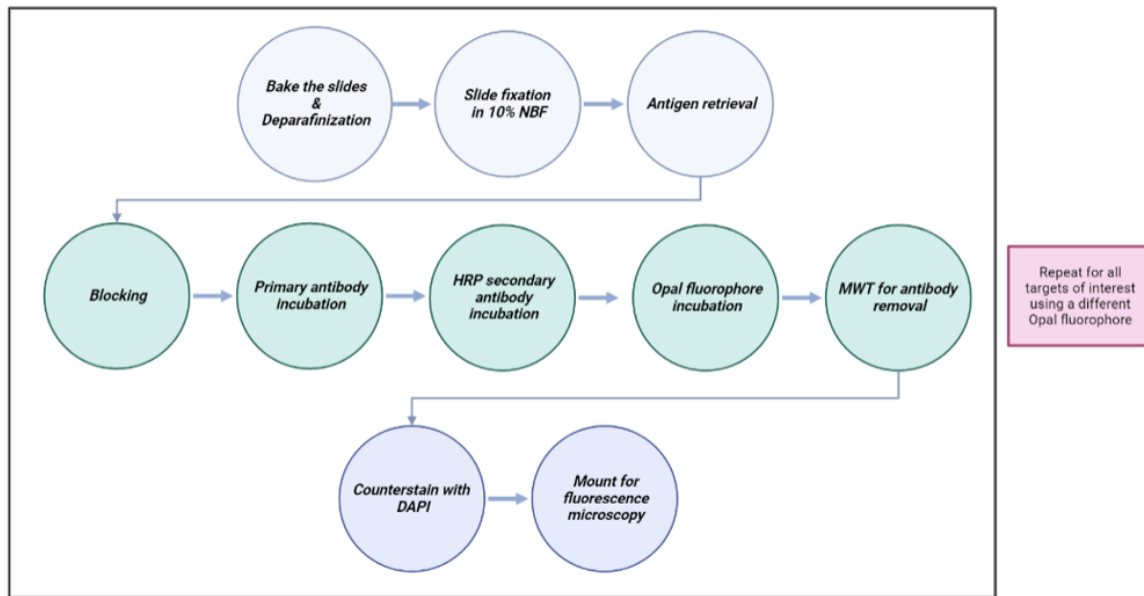 Bake the slides
&
Deparafinization
Slide fixation
in 10% NBF
Antigen retrieval
Blocking
Primary antibody
incubation
HRP secondary
antibody
incubation
Opal fluorophore
incubation
MWT for antibody
removal
Repeat for all
targets of interest
using a different
Opal fluorophore
Counterstain with
DAPI
Mount for
fluorescence
microscopy